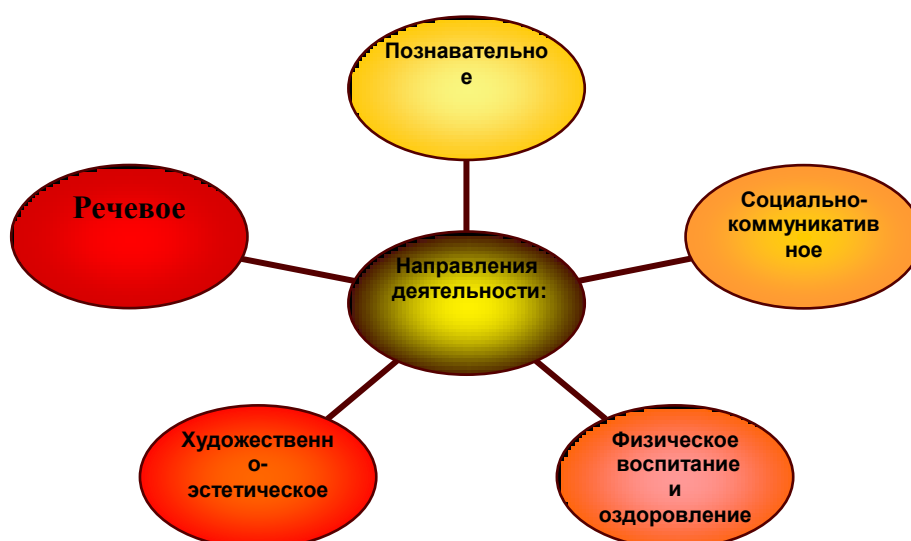 Познавательно
е
Речевое
Социально-
коммуникатив
ное
Направления
деятельности:
Художественн
о-
эстетическое
Физическое
воспитание
и
оздоровление